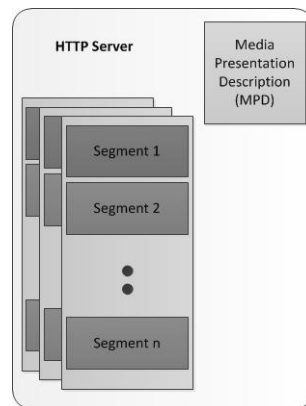 HTTP Server
Media
Presentation
Description
(MPD)
Segment 1
Segment 2
Segment n